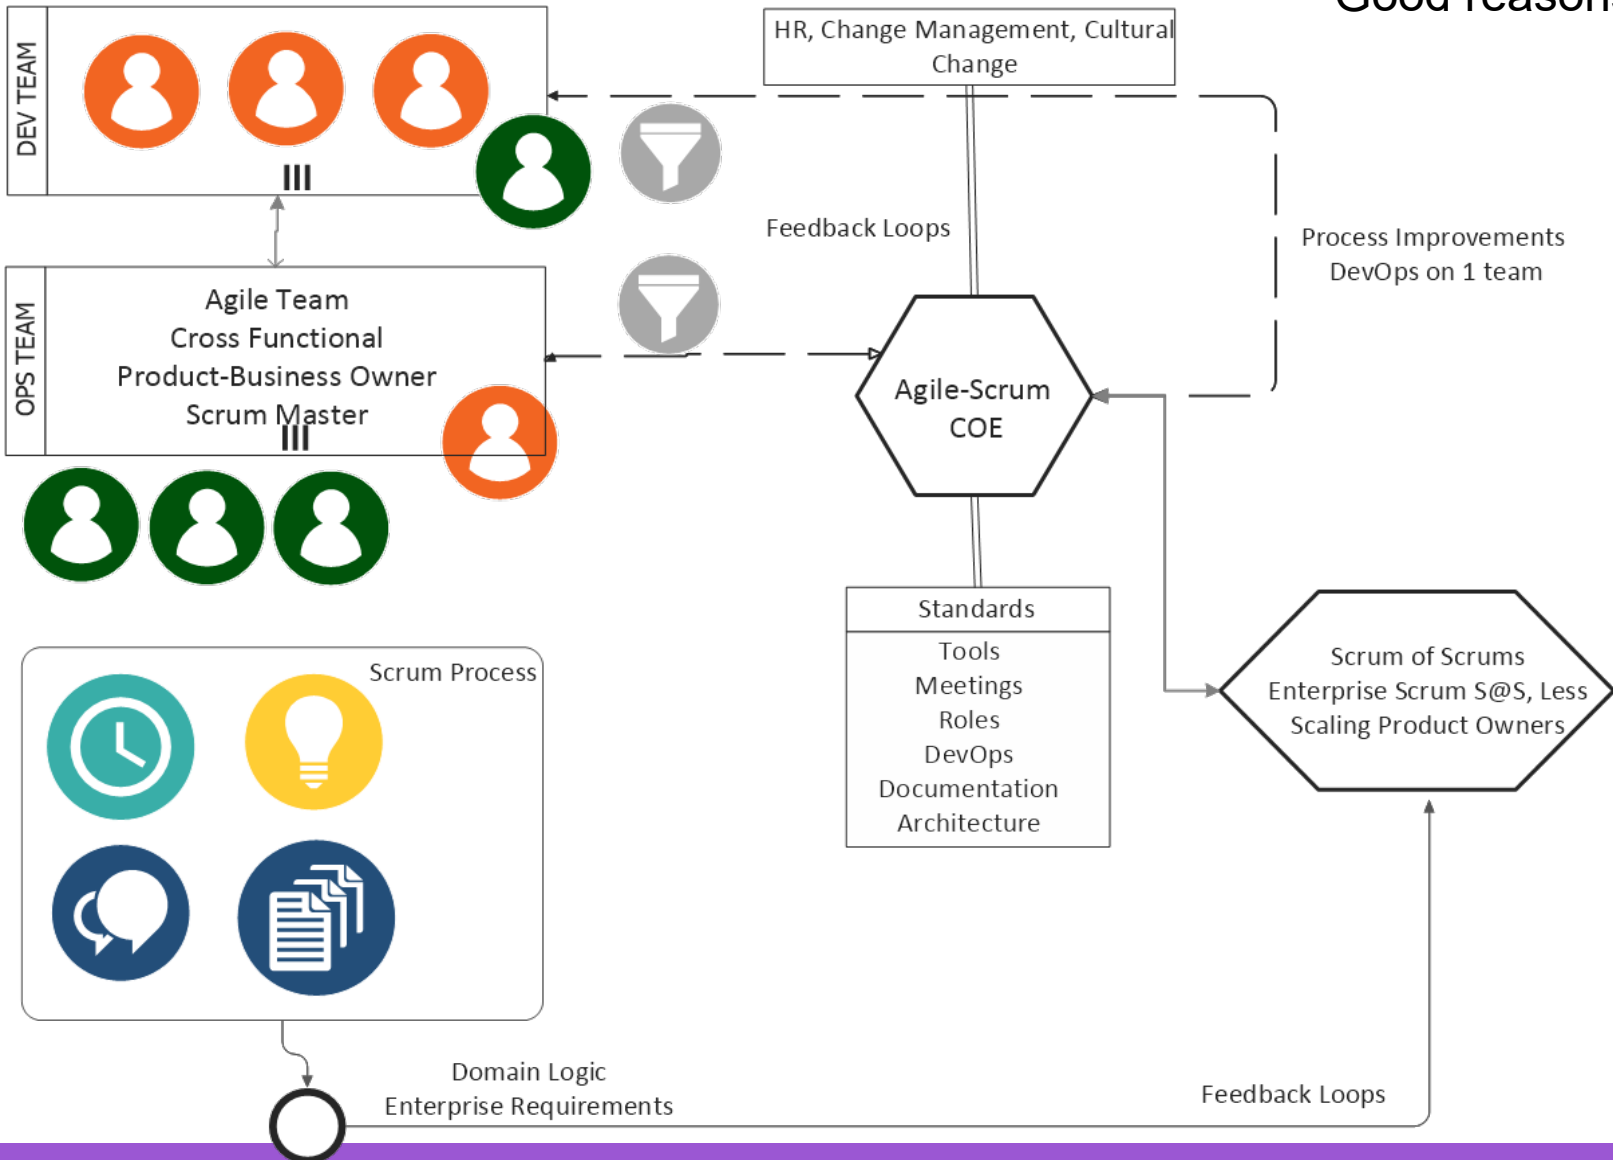 Good reasons
DEV TEAM
HR, Change Management, Cultural
Change
Feedback Loops
Process Improvements
DevOps on 1 team
OPS TEAM
Agile Team
Cross Functional
Product-Business Owner
Scrum Master
Agile-Scrum
COE
Standards
Tools
Meetings
Roles
DevOps
Documentation
Architecture
Scrum of Scrums
Enterprise Scrum S@S, Less
Scaling Product Owners
Scrum Process
Domain Logic
Enterprise Requirements
Feedback Loops